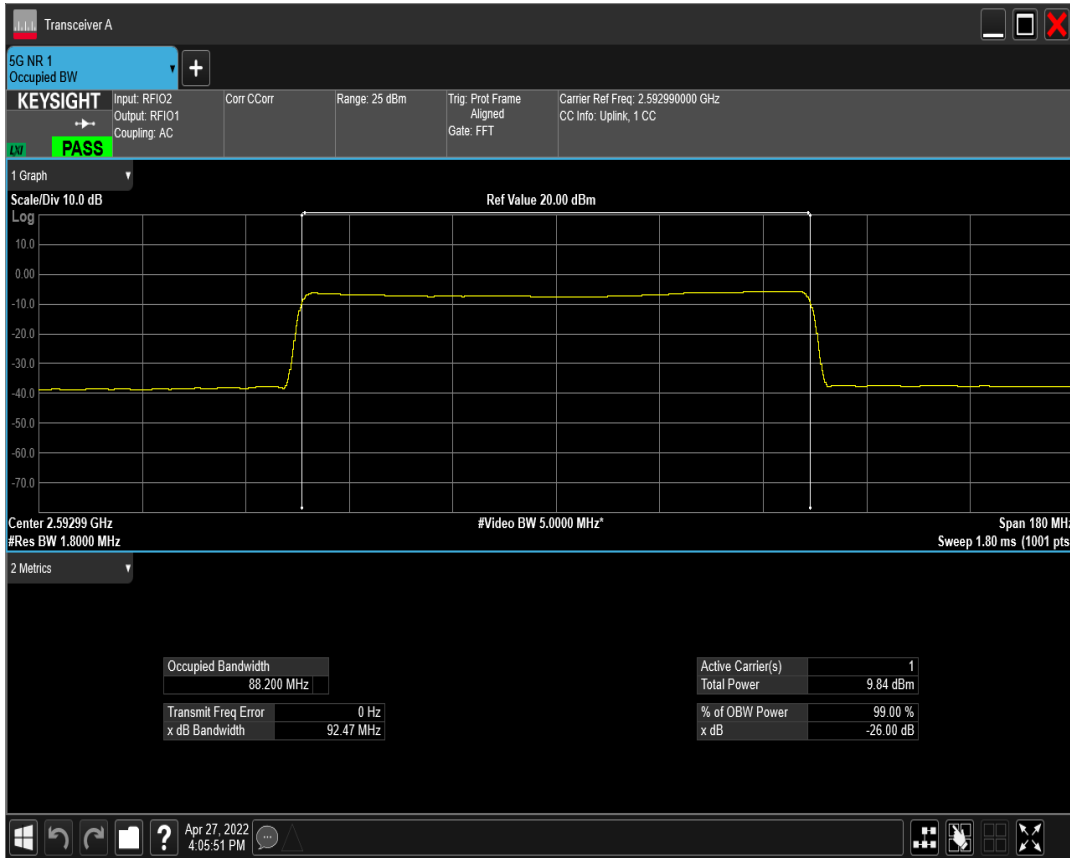 Transceiver A
5G NR 1
Occupied BW
+
KEYSIGHT
LXI
PASS
Input: RFIO2
Output: RFIO1
Coupling: AC
Corr CCorr
Range: 25 dBm
Trig: Prot Frame
Aligned
Gate: FFT
Carrier Ref Freq: 2.592990000 GHz
CC Info: Uplink, 1 CC
1 Graph
Scale/Div 10.0 dB
Ref Value 20.00 dBm
Log
10.0
0.00
-10.0
-20.0
-30.0
-40.0
-50.0
-60.0
-70.0
Center 2.59299 GHz
#Video BW 5.0000 MHz*
Span 180 MHz
#Res BW 1.8000 MHz
Sweep 1.80 ms (1001 pts
2 Metrics
Occupied Bandwidth
88.200 MHz
Transmit Freq Error 0 Hz
x dB Bandwidth 92.47 MHz
Active Carrier(s) 1
Total Power 9.84 dBm
% of OBW Power 99.00 %
x dB -26.00 dB
?
Apr 27, 2022
4:05:51 PM